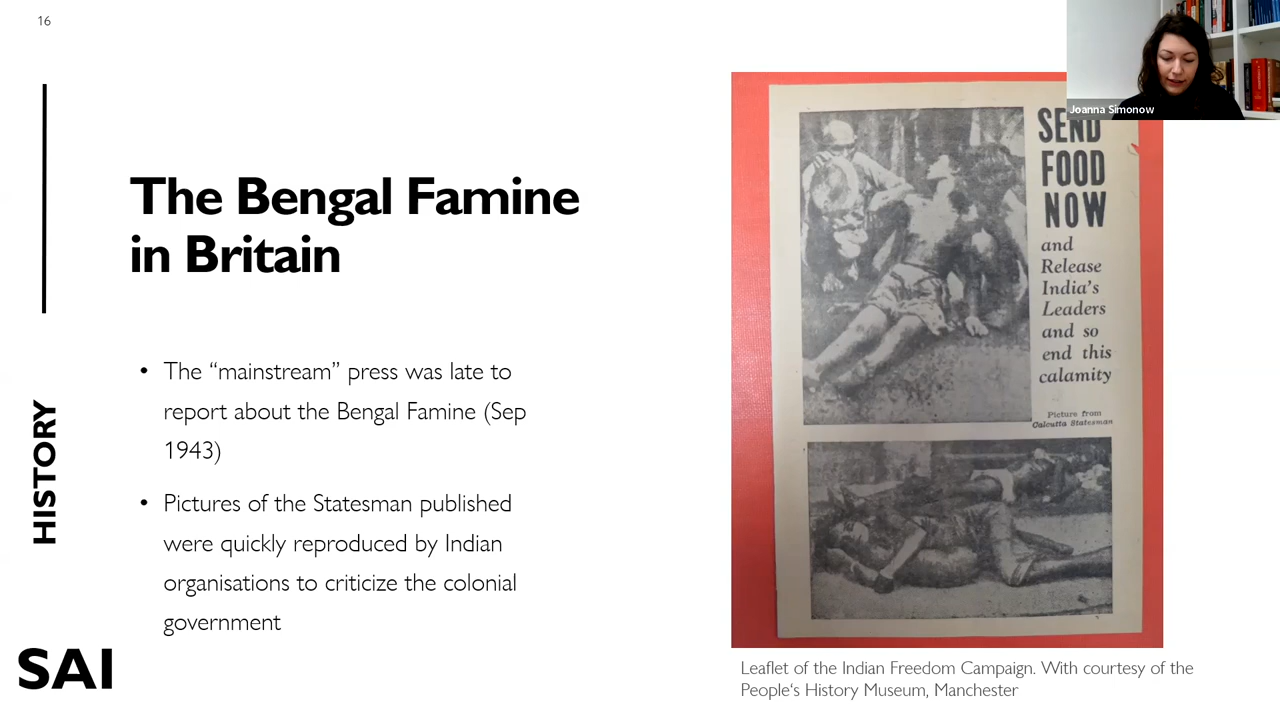 16
Joanna Simonow
The Bengal Famine
in Britain
HISTORY
SAI
• The “mainstream” press was late to
report about the Bengal Famine (Sep
1943)
• Pictures of the Statesman published
were quickly reproduced by Indian
organisations to criticize the colonial
government
SEND
FOOD
NOW
and
Release
India's
Leaders
and so
end this
calamity
Picture from
Calcutta Statesman
Leaflet of the Indian Freedom Campaign. With courtesy of the
People‘s History Museum, Manchester